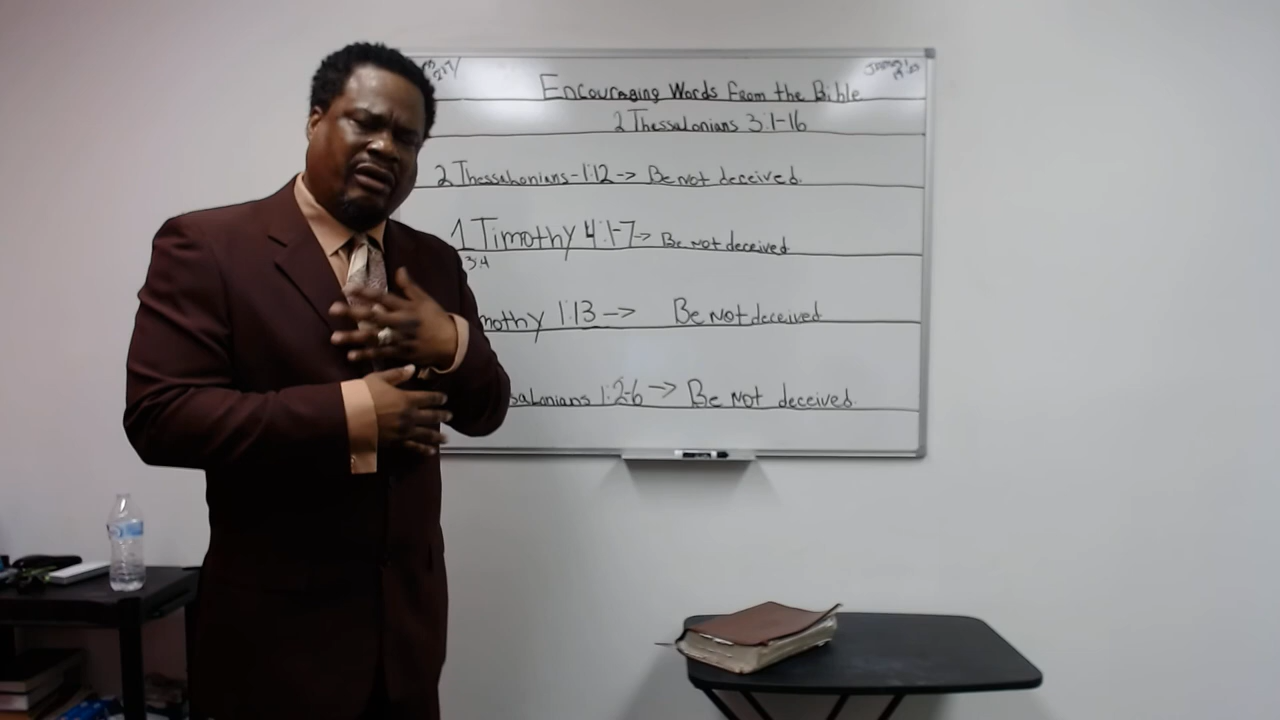 Encouraging Words From the Bible
2 Thessalonians 3:1-16
2 Thessalonians-1:12-> Be not deceived.
1 Timothy 4:1-7-> Be not deceived
3:4
mothy 1:13 -> Be not deceived
salonians 1:2-6 -> Be not deceived.